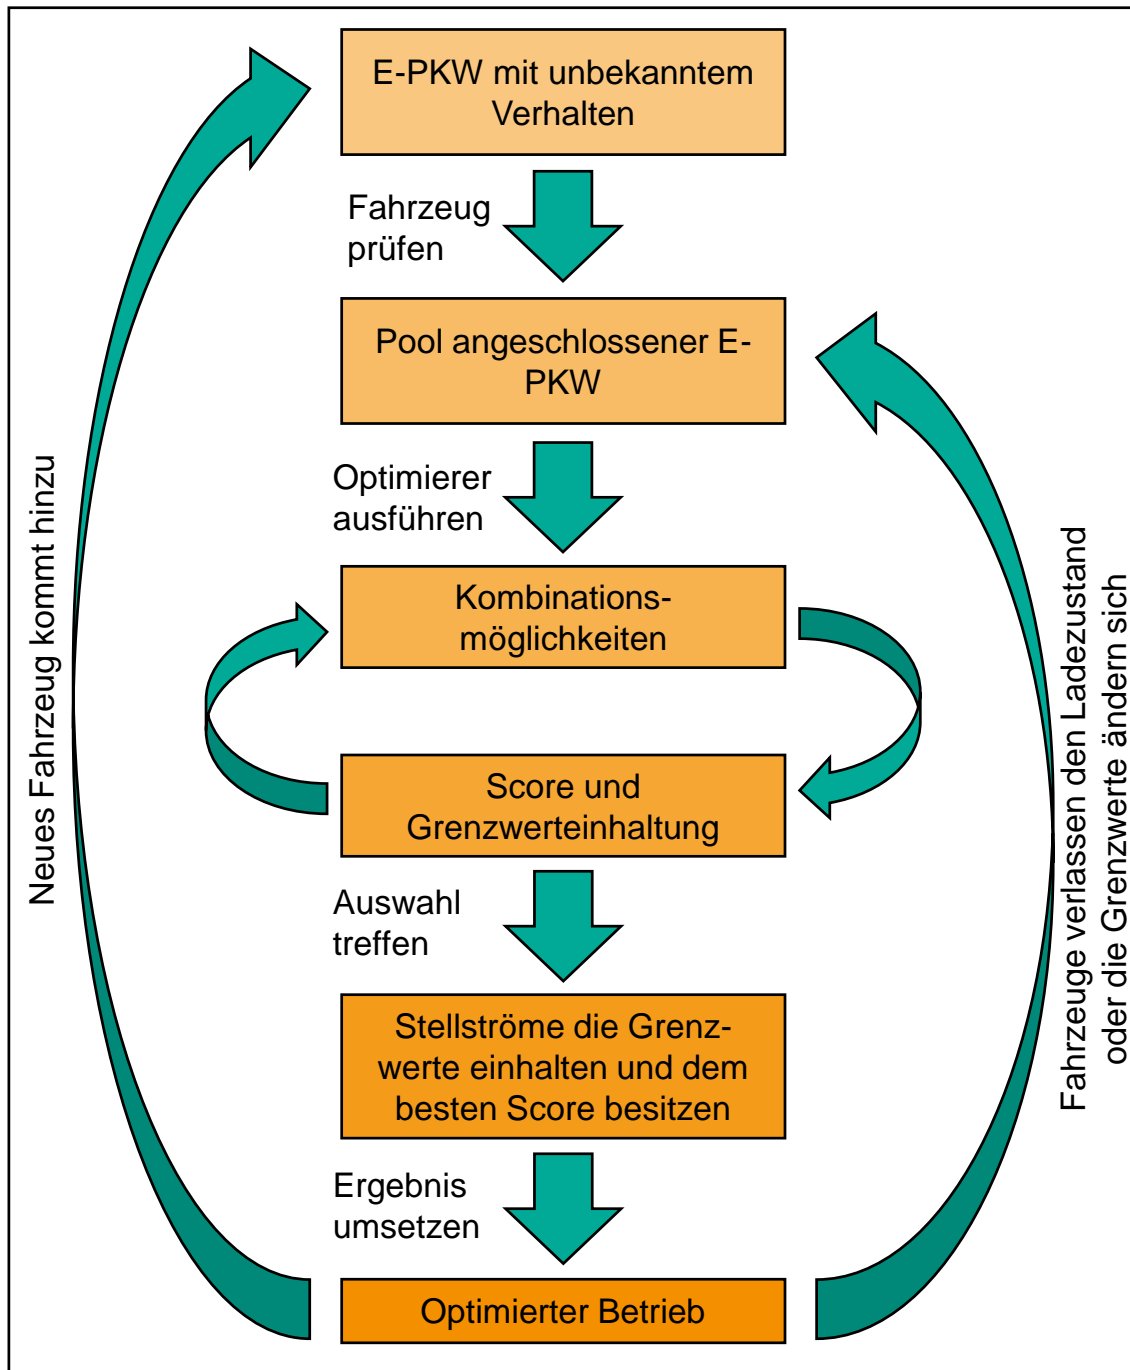 E-PKW mit unbekanntem
Verhalten
Fahrzeug
prüfen
Pool angeschlossener E-
PKW
Optimierer
ausführen
Kombinations-
möglichkeiten
Score und
Grenzwerteinhaltung
Auswahl
treffen
Stellströme die Grenz-
werte einhalten und dem
besten Score besitzen
Ergebnis
umsetzen
Optimierter Betrieb
Neues Fahrzeug kommt hinzu
Fahrzeuge verlassen den Ladezustand
oder die Grenzwerte ändern sich